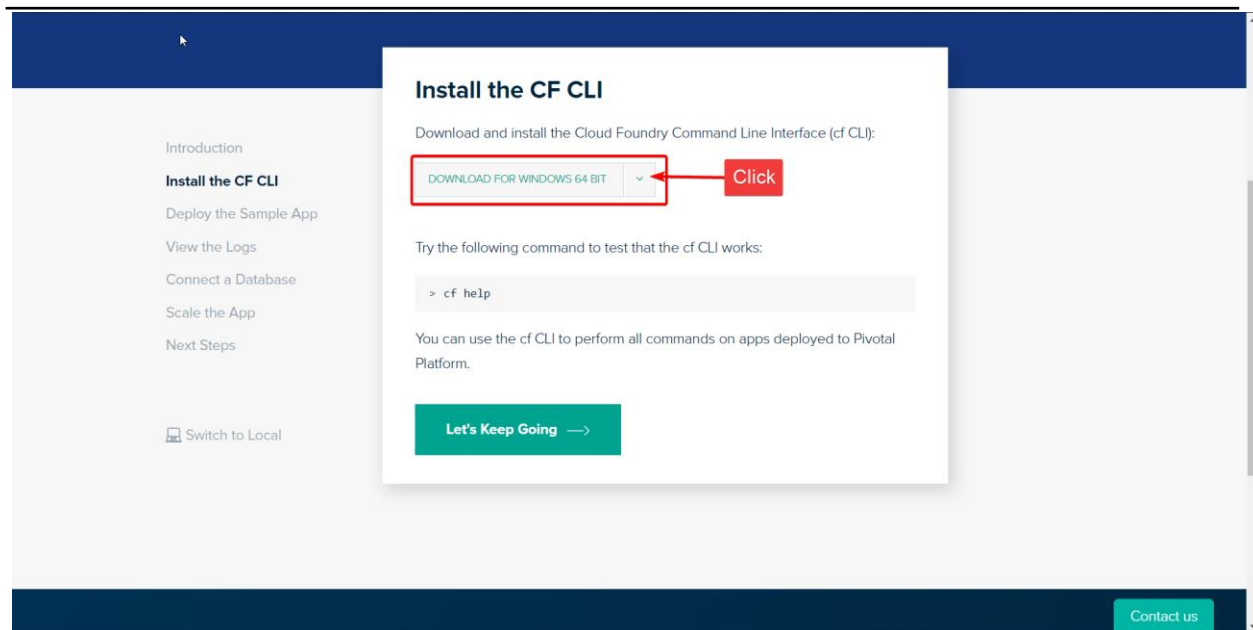 Install the CF CLI
Download and install the Cloud Foundry Command Line Interface (cf CLI):
DOWNLOAD FOR WINDOWS 64 BIT
Click
Try the following command to test that the cf CLI works:
> cf help
You can use the cf CLI to perform all commands on apps deployed to Pivotal
Platform.
Let's Keep Going →
Introduction
Install the CF CLI
Deploy the Sample App
View the Logs
Connect a Database
Scale the App
Next Steps
Switch to Local
Contact us